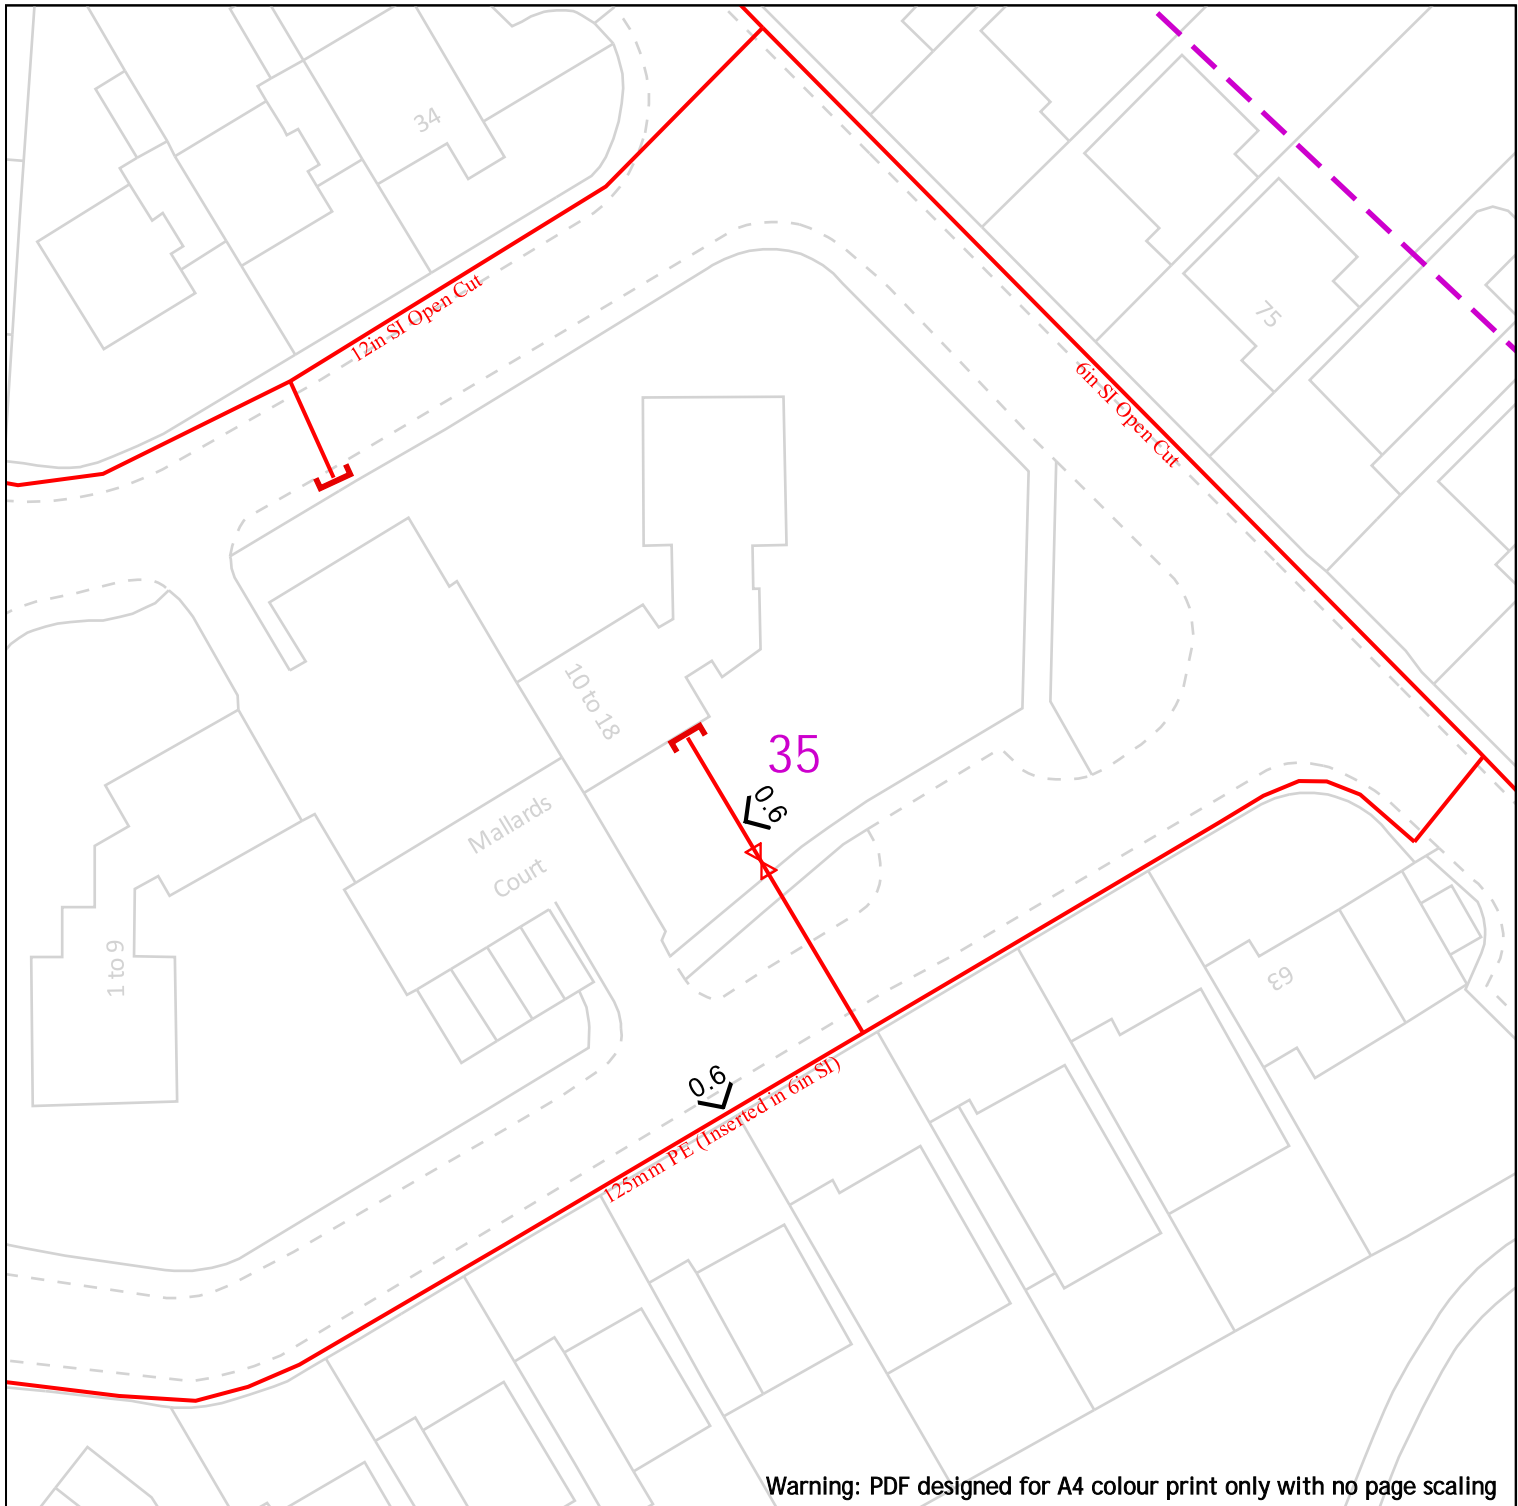 34
12in SI Open Cut
75
6in SI Open Cut
10 to 18
35
0.6
Mallards
Court
1 to 9
63
0.6
125mm PE (Inserted in 6in SI)
Warning: PDF designed for A4 colour print only with no page scaling